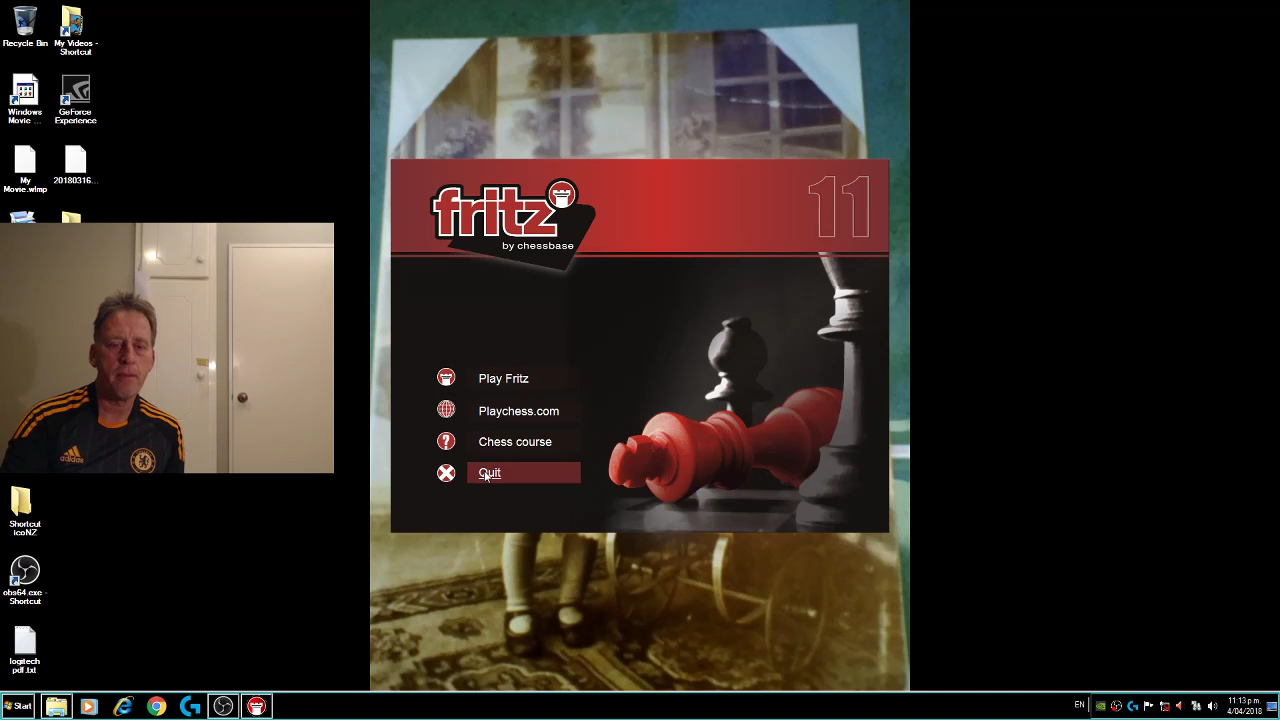 Recycle Bin
My Videos -
Shortcut
Windows
Movie ...
GeForce
Experience
My
Movie.wlmp
20180316...
fritz
by chessbase
11
Play Fritz
Playchess.com
Chess course
Quit
adidas
Shortcut
icoNZ
obs64.exe -
Shortcut
logitech
pdf.txt
Start
EN
11:13 p.m.
4/04/2018